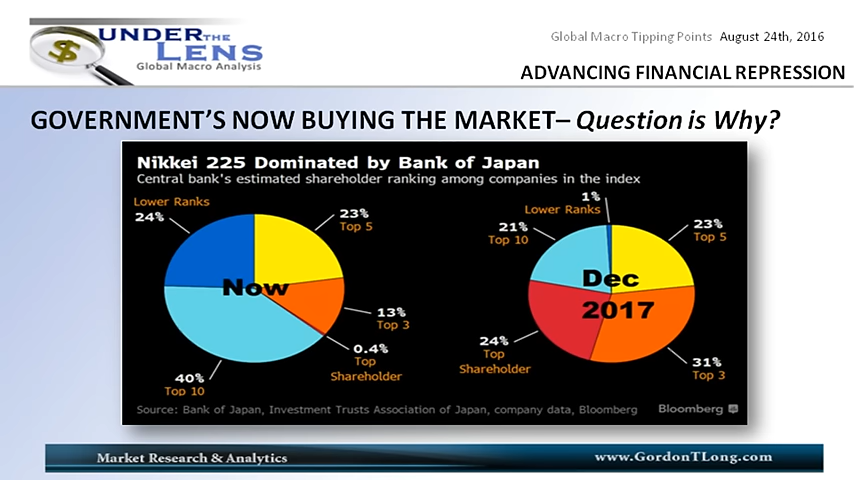 UNDER THE
LENS
Global Macro Analysis
Global Macro Tipping Points August 24th, 2016
ADVANCING FINANCIAL REPRESSION
GOVERNMENT'S NOW BUYING THE MARKET– Question is Why?
Nikkei 225 Dominated by Bank of Japan
Central bank's estimated shareholder ranking among companies in the index
Lower Ranks
24%
23%
Top 5
Now
13%
Top 3
0.4%
Top
Shareholder
40%
Top 10
1%
Lower Ranks
21%
Top 10
23%
Top 5
Dec
2017
24%
Top
Shareholder
31%
Top 3
Source: Bank of Japan, Investment Trusts Association of Japan, company data, Bloomberg
Bloomberg
Market Research & Analytics
www.GordonTLong.com